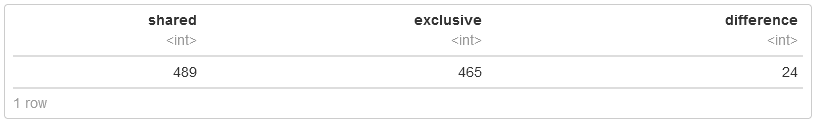 shared exclusive difference
<int> <int> <int>
489 465 24
1 row